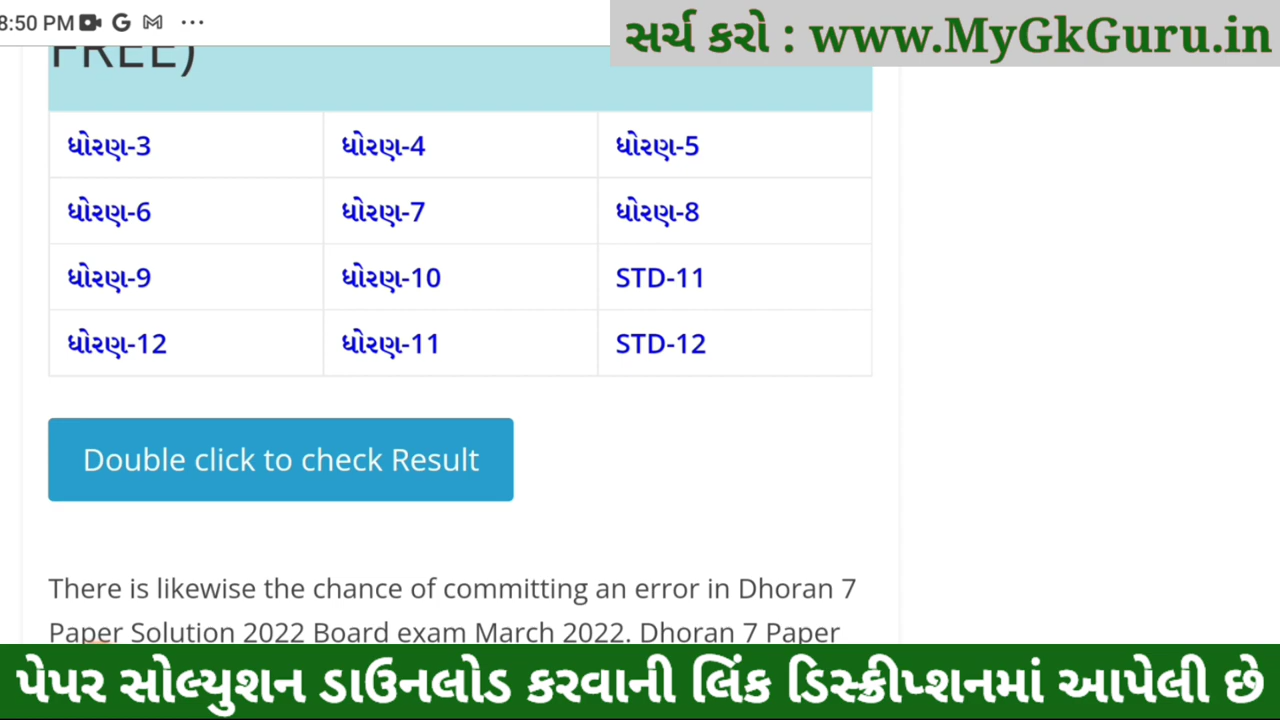 8:50 PM G M ...
સર્ચ કરો : www.MyGkGuru.in
FREE)
ધોરણ-3 ધોરણ-4 ધોરણ-5
ધોરણ-6 ધોરણ-7 ધોરણ-8
ધોરણ-9 ધોરણ-10 STD-11
ધોરણ-12 ધોરણ-11 STD-12
Double click to check Result
There is likewise the chance of committing an error in Dhoran 7
Paper Solution 2022 Board exam March 2022. Dhoran 7 Paper
પેપર સોલ્યુશન ડાઉનલોડ કરવાની લિંક ડિસ્ક્રીપ્શનમાં આપેલી છે